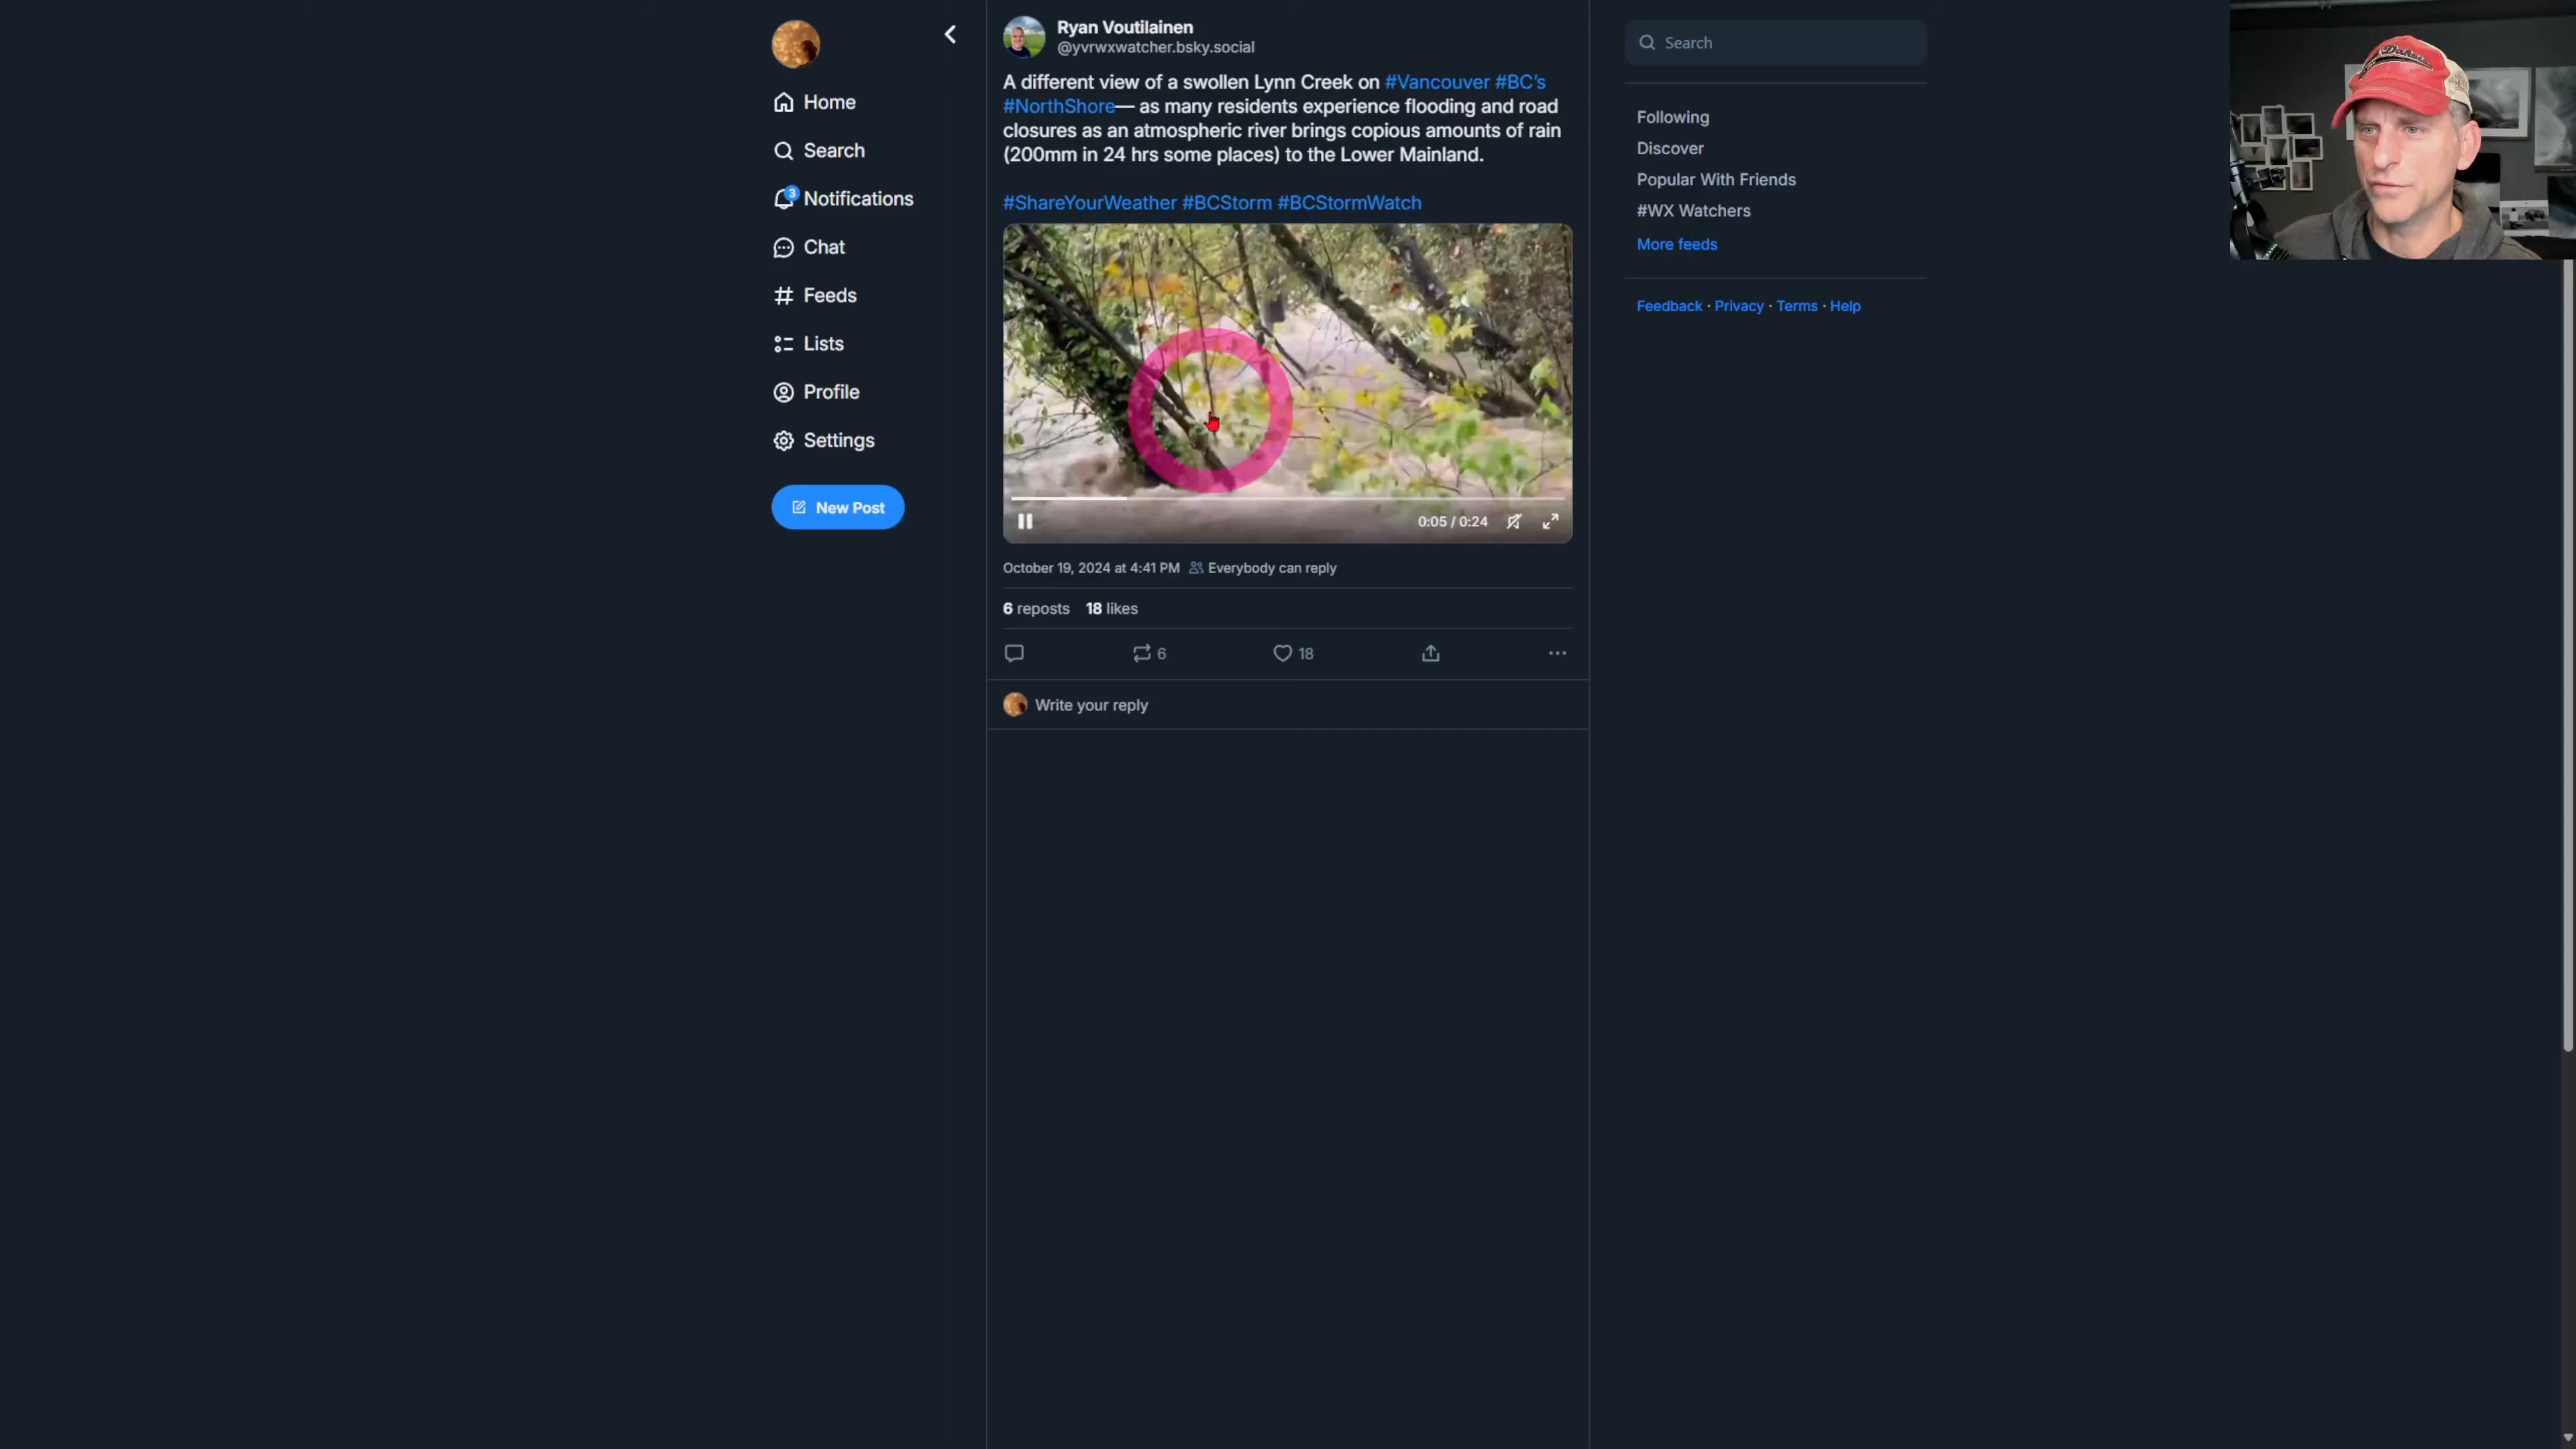 Home
Search
3
Notifications
Chat
Feeds
Lists
Profile
Settings
New Post
Ryan Voutilainen
@yvrwxwatcher.bsky.social
A different view of a swollen Lynn Creek on #Vancouver #BC’s
#NorthShore— as many residents experience flooding and road
closures as an atmospheric river brings copious amounts of rain
(200mm in 24 hrs some places) to the Lower Mainland.
#ShareYourWeather #BCStorm #BCStormWatch
0:05 / 0:24
October 19, 2024 at 4:41 PM Everybody can reply
6 reposts 18 likes
6 18
Write your reply
Search
Following
Discover
Popular With Friends
#WX Watchers
More feeds
Feedback · Privacy · Terms · Help
Dakota